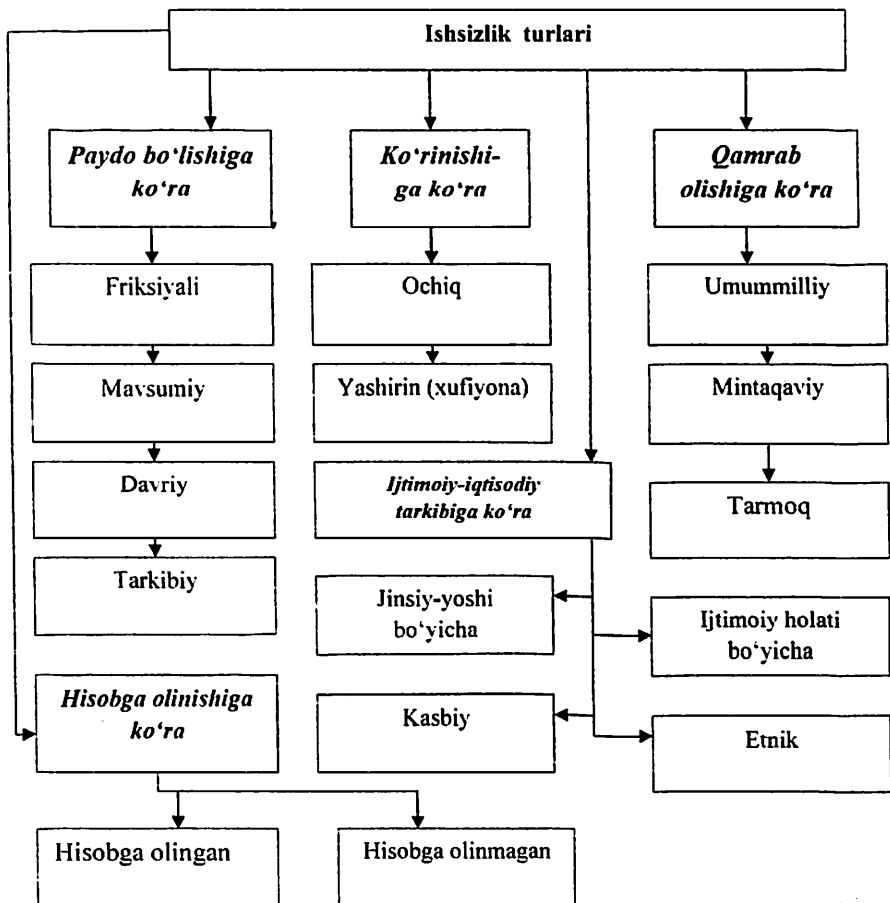 Ishsizlik turlari
Paydo bo‘lishiga
ko‘ra
Ko‘rinishi-
ga ko‘ra
Qamrab
olishiga ko‘ra
Friksiyali
Ochiq
Umummilliy
Mavsumiy
Yashirin (xufiyona)
Mintaqaviy
Davriy
Ijtimoiy-iqtisodiy
tarkibiga ko‘ra
Tarmoq
Tarkibiy
Jinsiy-yoshi
bo‘yicha
Ijtimoiy holati
bo‘yicha
Hisobga olinishiga
ko‘ra
Kasbiy
Etnik
Hisobga olingan
Hisobga olinmagan